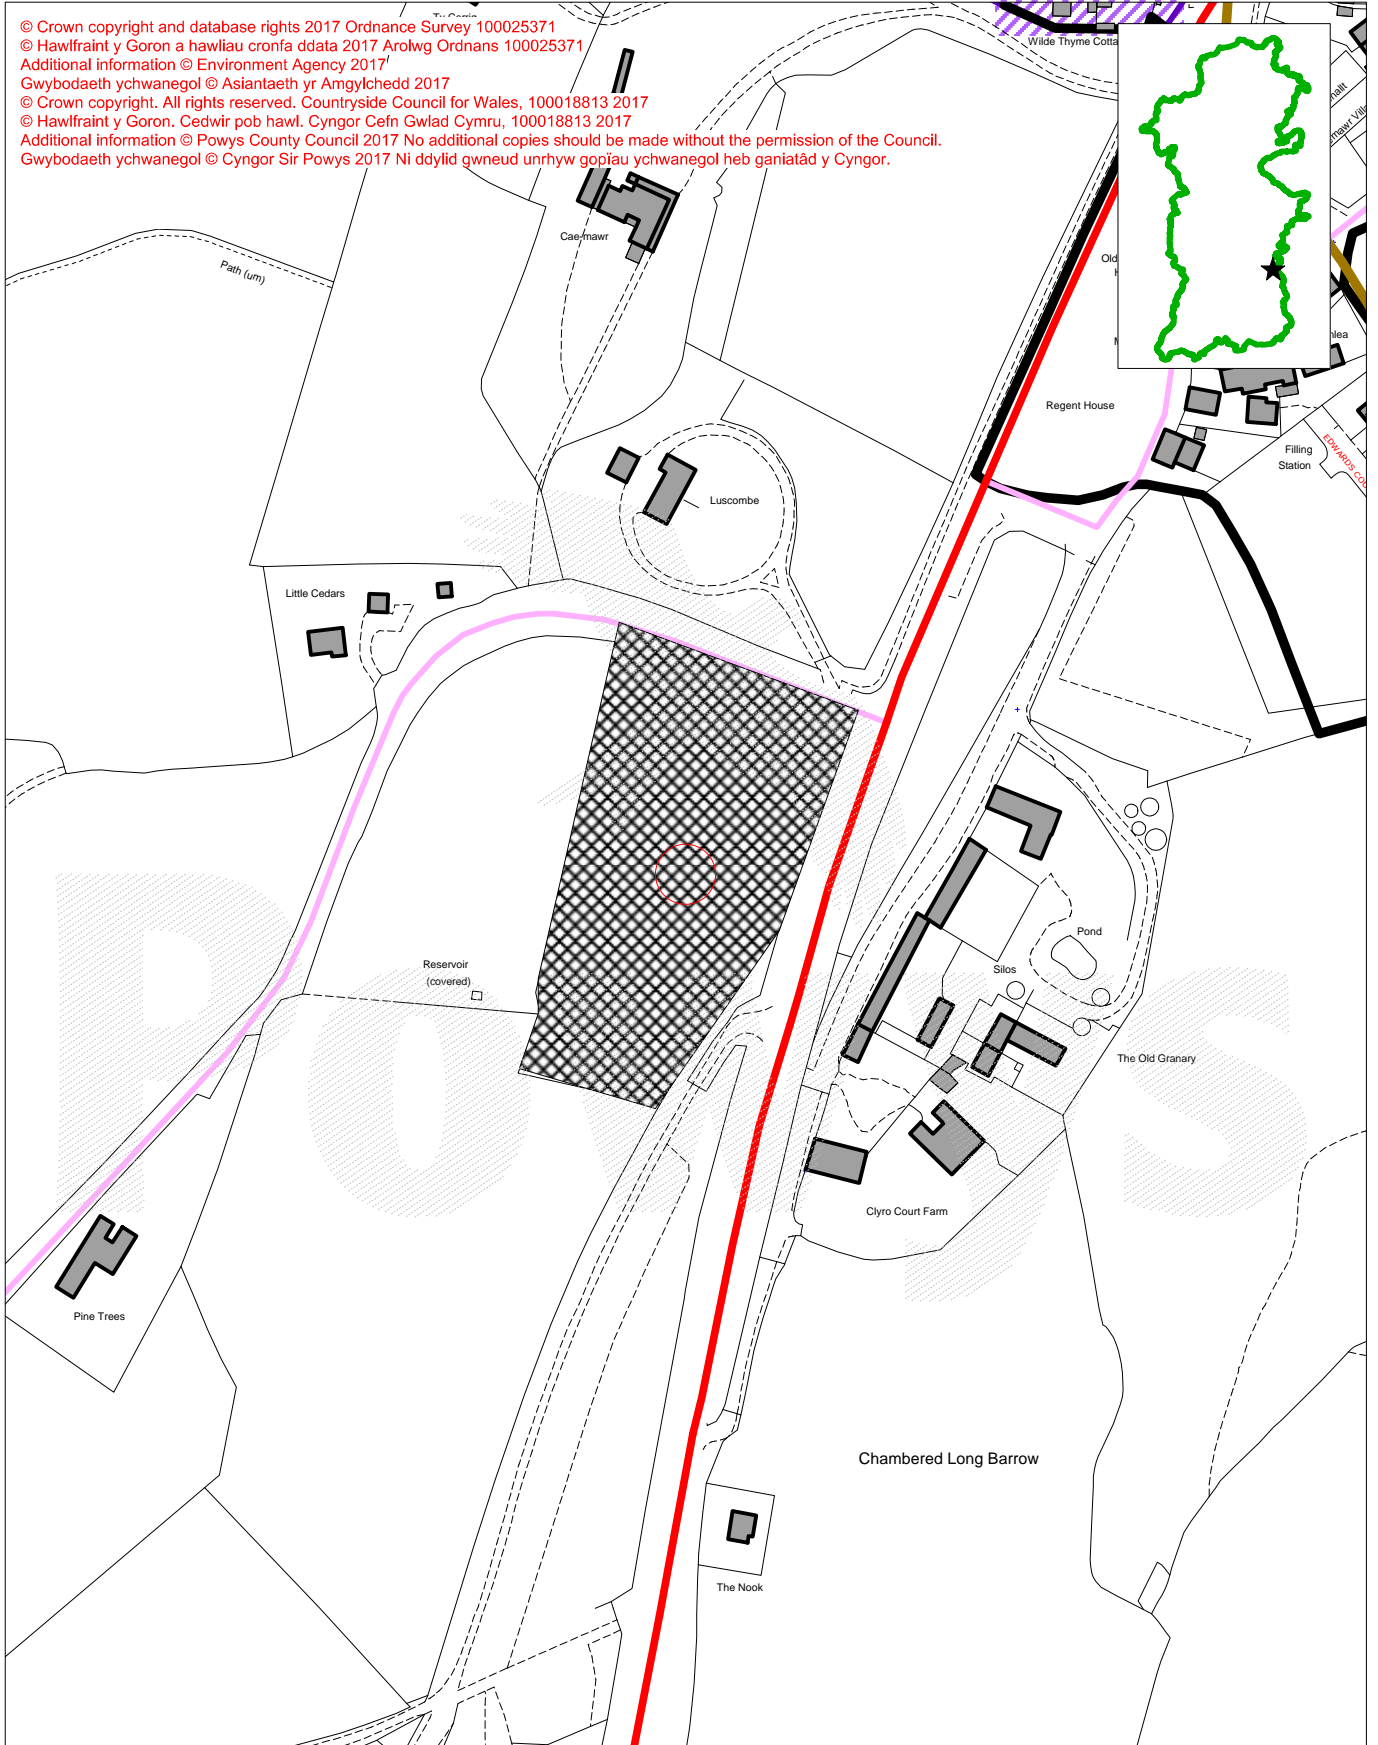 © Crown copyright and database rights 2017 Ordnance Survey 100025371
© Hawlfraint y Goron a hawliau cronfa ddata 2017 Arolwg Ordnans 100025371
Additional information © Environment Agency 2017
Gwybodaeth ychwanegol © Asiantaeth yr Amgylchedd 2017
© Crown copyright. All rights reserved. Countryside Council for Wales, 100018813 2017
© Hawlfraint y Goron. Cedwir pob hawl. Cyngor Cefn Gwlad Cymru, 100018813 2017
Additional information © Powys County Council 2017 No additional copies should be made without the permission of the Council.
Gwybodaeth ychwanegol © Cyngor Sir Powys 2017 Ni ddylid gwneud unrhyw gopïau ychwanegol heb ganiatâd y Cyngor.
Wilde Thyme Cotta
Cae-mawr
Path (um)
Old
Regent House
Filling
Station
EDWARDS COU
Luscombe
Little Cedars
Reservoir
(covered)
Pond
Silos
The Old Granary
Powys
Clyro Court Farm
Pine Trees
Chambered Long Barrow
The Nook